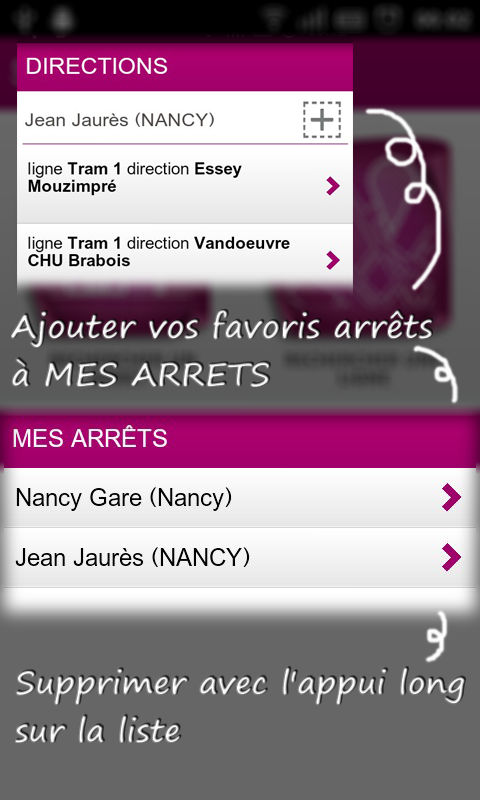 DIRECTIONS
Jean Jaurès (NANCY)
ligne Tram 1 direction Essey
Mouzimpré
ligne Tram 1 direction Vandoeuvre
CHU Brabois
Ajouter vos favoris arrêts
à MES ARRETS
MES ARRÊTS
Nancy Gare (Nancy)
Jean Jaurès (NANCY)
Supprimer avec l'appui long
sur la liste